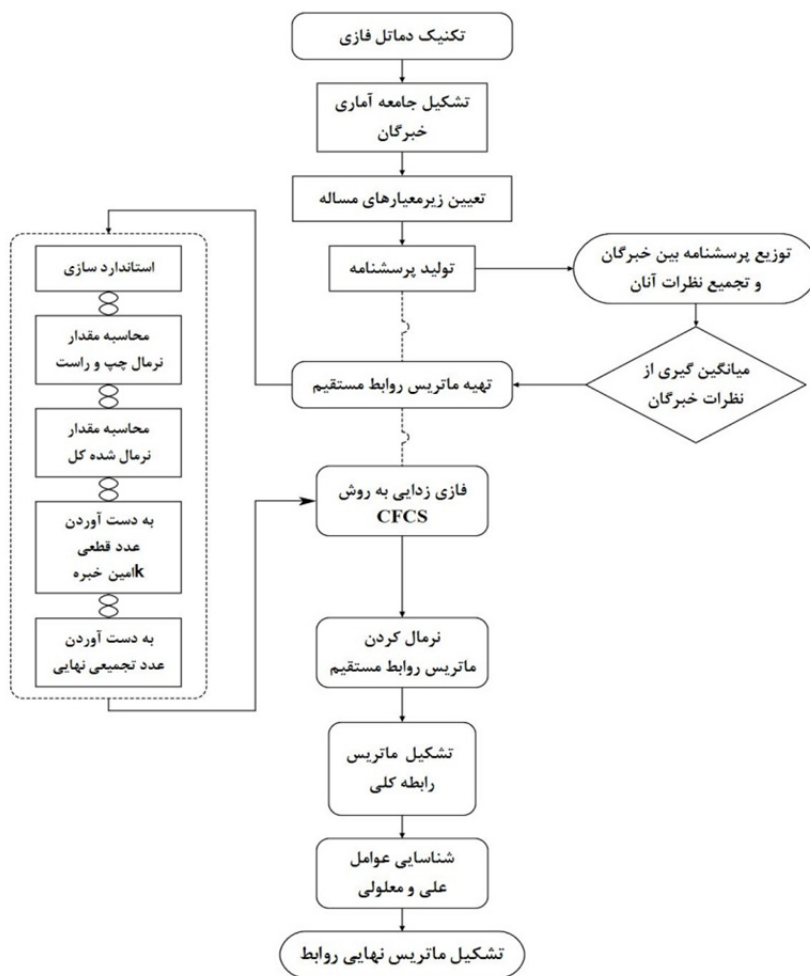 تکنیک دماتل فازی
تشکیل جامعه آماری
خبرگان
تعیین زیرمعیارهای مساله
تولید پرسشنامه
توزیع پرسشنامه بین خبرگان
و تجمیع نظرات آنان
میانگین گیری از
نظرات خبرگان
تهیه ماتریس روابط مستقیم
استاندارد سازی
محاسبه مقدار
نرمال چپ و راست
محاسبه مقدار
نرمال شده کل
به دست آوردن
عدد قطعی
kامین خبره
به دست آوردن
عدد تجمیعی نهایی
فازی زدایی به روش
CFCS
نرمال کردن
ماتریس روابط مستقیم
تشکیل ماتریس
رابطه کلی
شناسایی عوامل
علی و معلولی
تشکیل ماتریس نهایی روابط